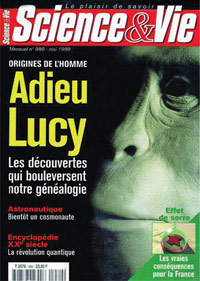 Le plaisir de savoir
Science&Vie
Mensuel n° 980 - mai 1999
ORIGINES DE L'HOMME
Adieu
Lucy
Les découvertes
qui bouleversent
notre généalogie
Astronautique
Bientôt un cosmonaute
Encyclopédie
XXe siècle
La révolution quantique
Effet
de serre
Les vraies
conséquences
pour la France